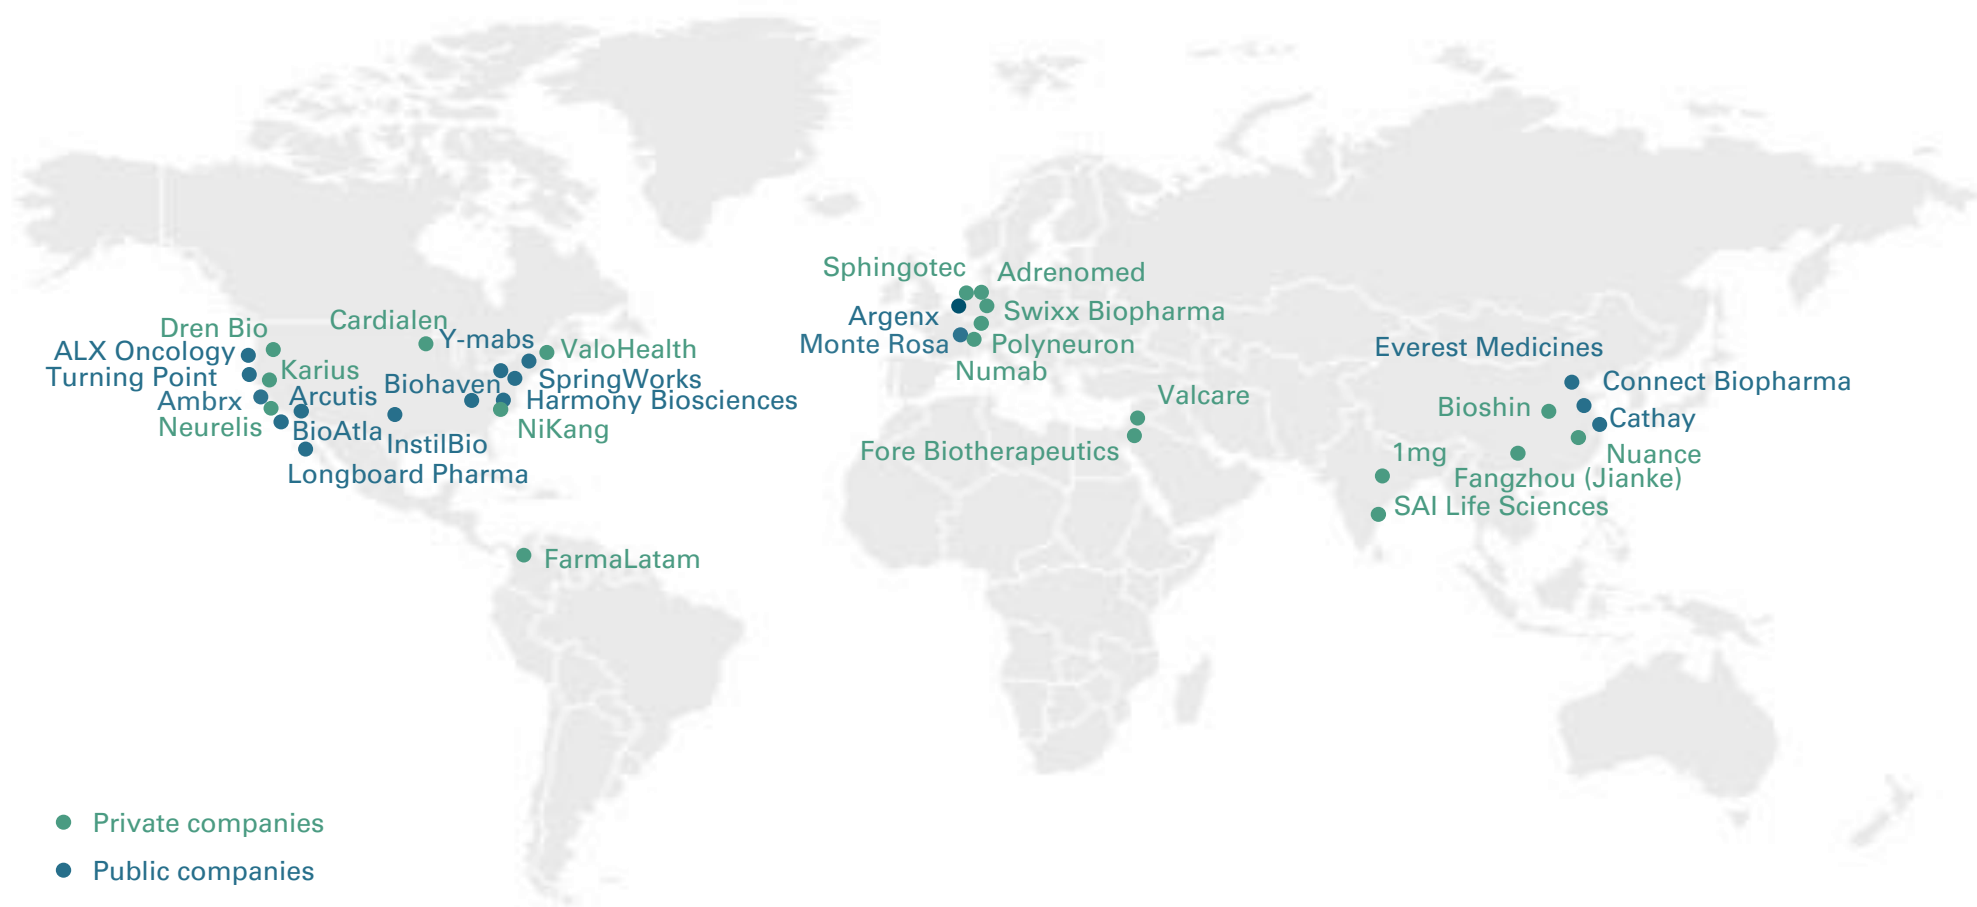 Sphingotec
Adrenomed
Argenx
Swixx Biopharma
Monte Rosa
Polyneuron
Numab
Dren Bio
Cardialen
Y-mabs
ALX Oncology
ValoHealth
Turning Point
Karius
Biohaven
SpringWorks
Ambrx
Arcutis
Harmony Biosciences
Neurelis
BioAtla
InstilBio
NiKang
Longboard Pharma
Everest Medicines
Connect Biopharma
Valcare
Bioshin
Cathay
Fore Biotherapeutics
1mg
Nuance
Fangzhou (Jianke)
SAI Life Sciences
FarmaLatam
Private companies
Public companies